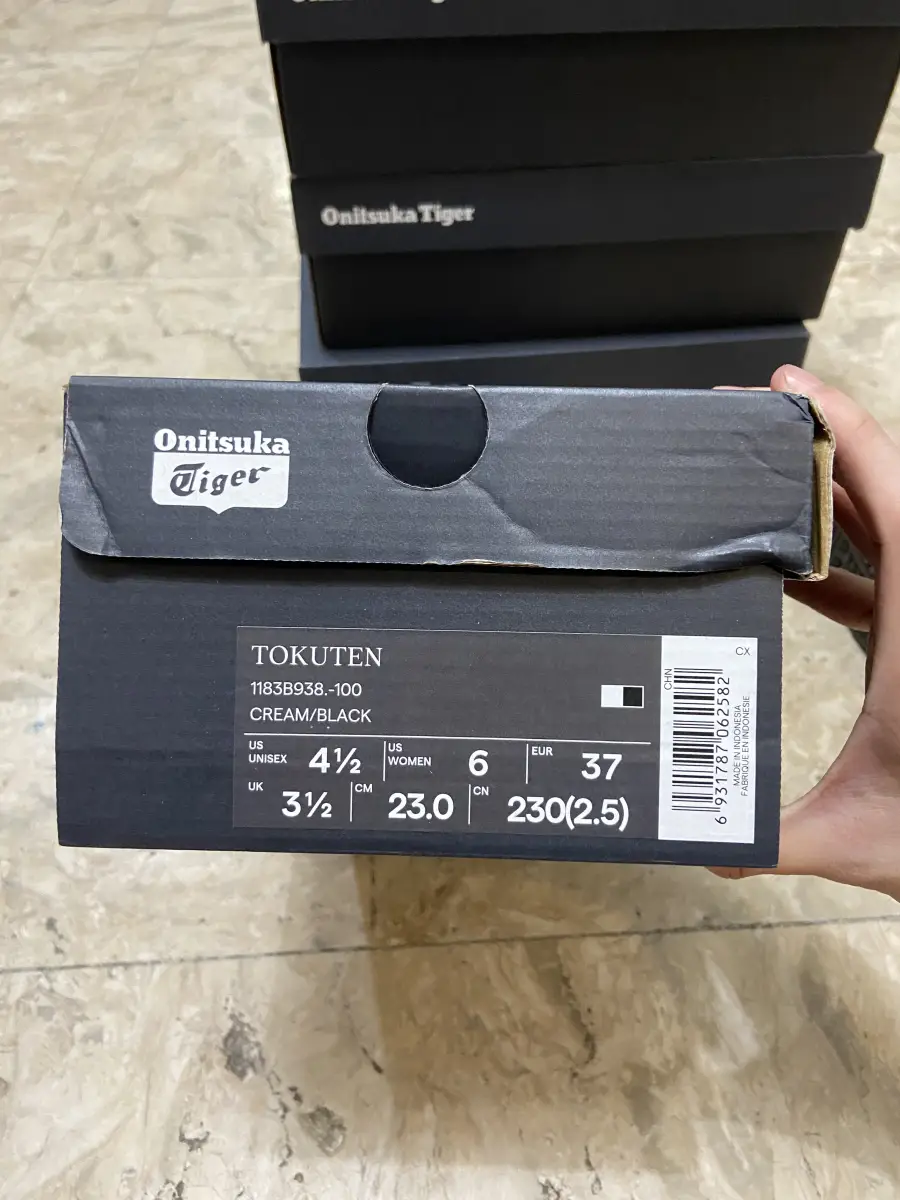 Onitsuka Tiger
Onitsuka
Tiger
TOKUTEN
1183B938.-100
CREAM/BLACK
US
UNISEX
4½
US
WOMEN
6
EUR
37
UK
3½
CM
23.0
CN
230(2.5)
CX
CHN
6 931787 062582
MADE IN INDONESIA
FABRIQUE EN INDONESIE